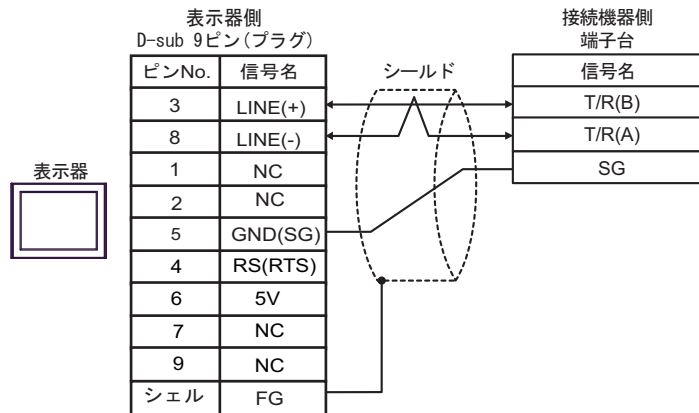 表示器側
D-sub 9ピン(プラグ)
接続機器側
端子台
ピンNo. 信号名
シールド
信号名
3 LINE(+)
T/R(B)
8 LINE(-)
T/R(A)
1 NC
SG
表示器
2 NC
5 GND(SG)
4 RS(RTS)
6 5V
7 NC
9 NC
シェル FG